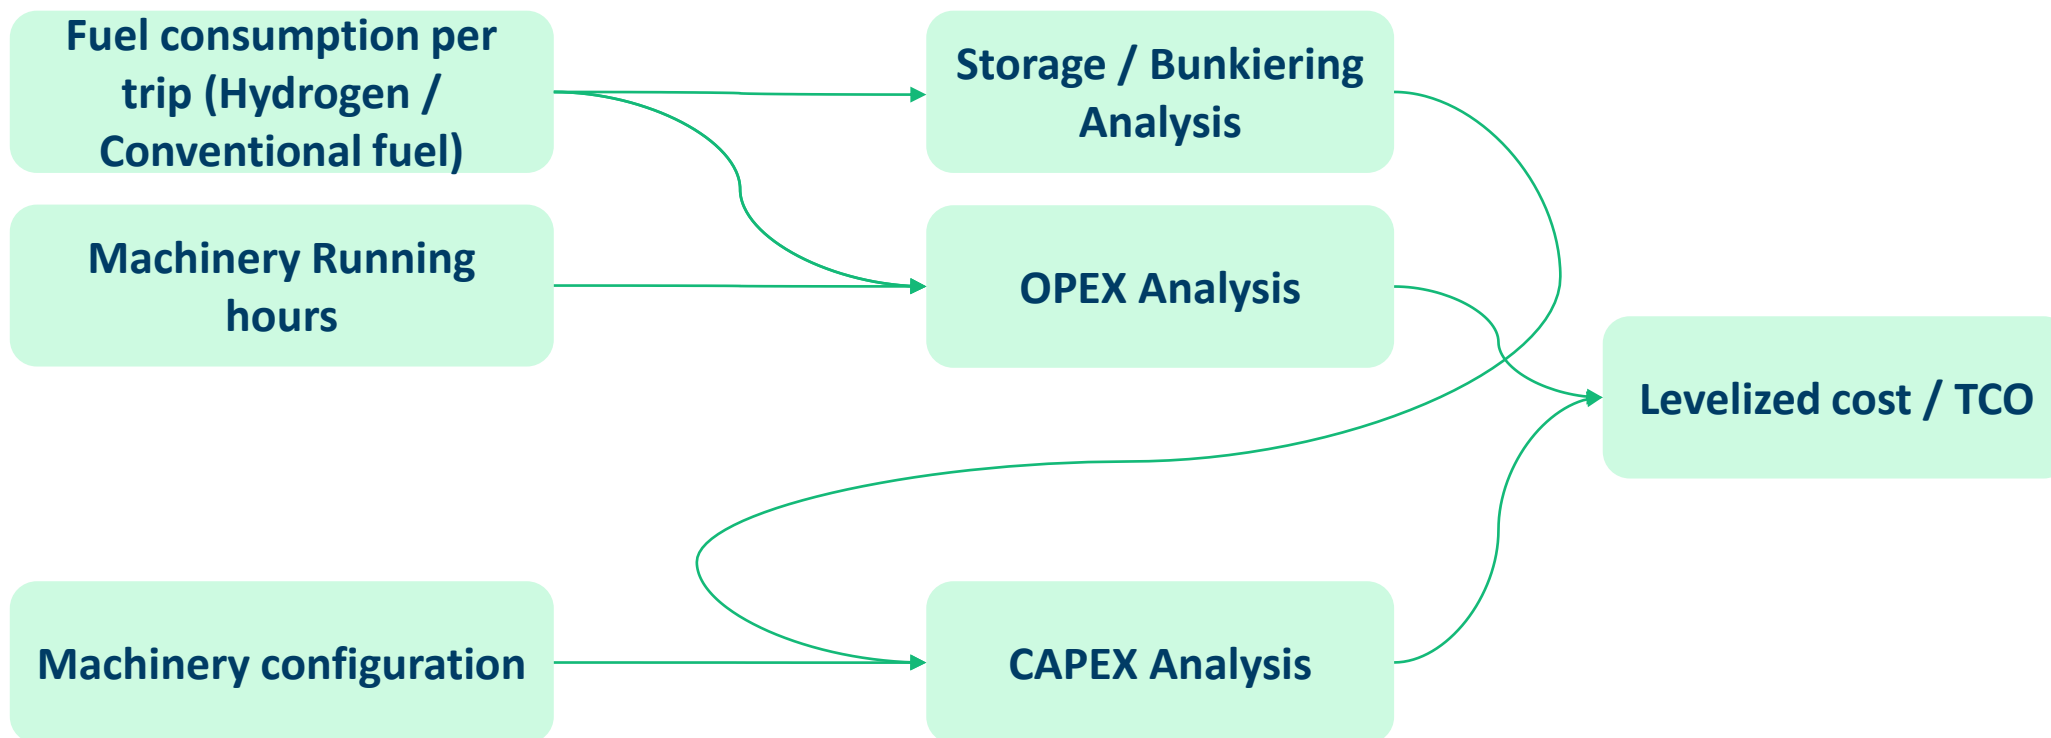 Fuel consumption per
trip (Hydrogen /
Conventional fuel)
Storage / Bunkiering
Analysis
Machinery Running
hours
OPEX Analysis
Levelized cost / TCO
Machinery configuration
CAPEX Analysis